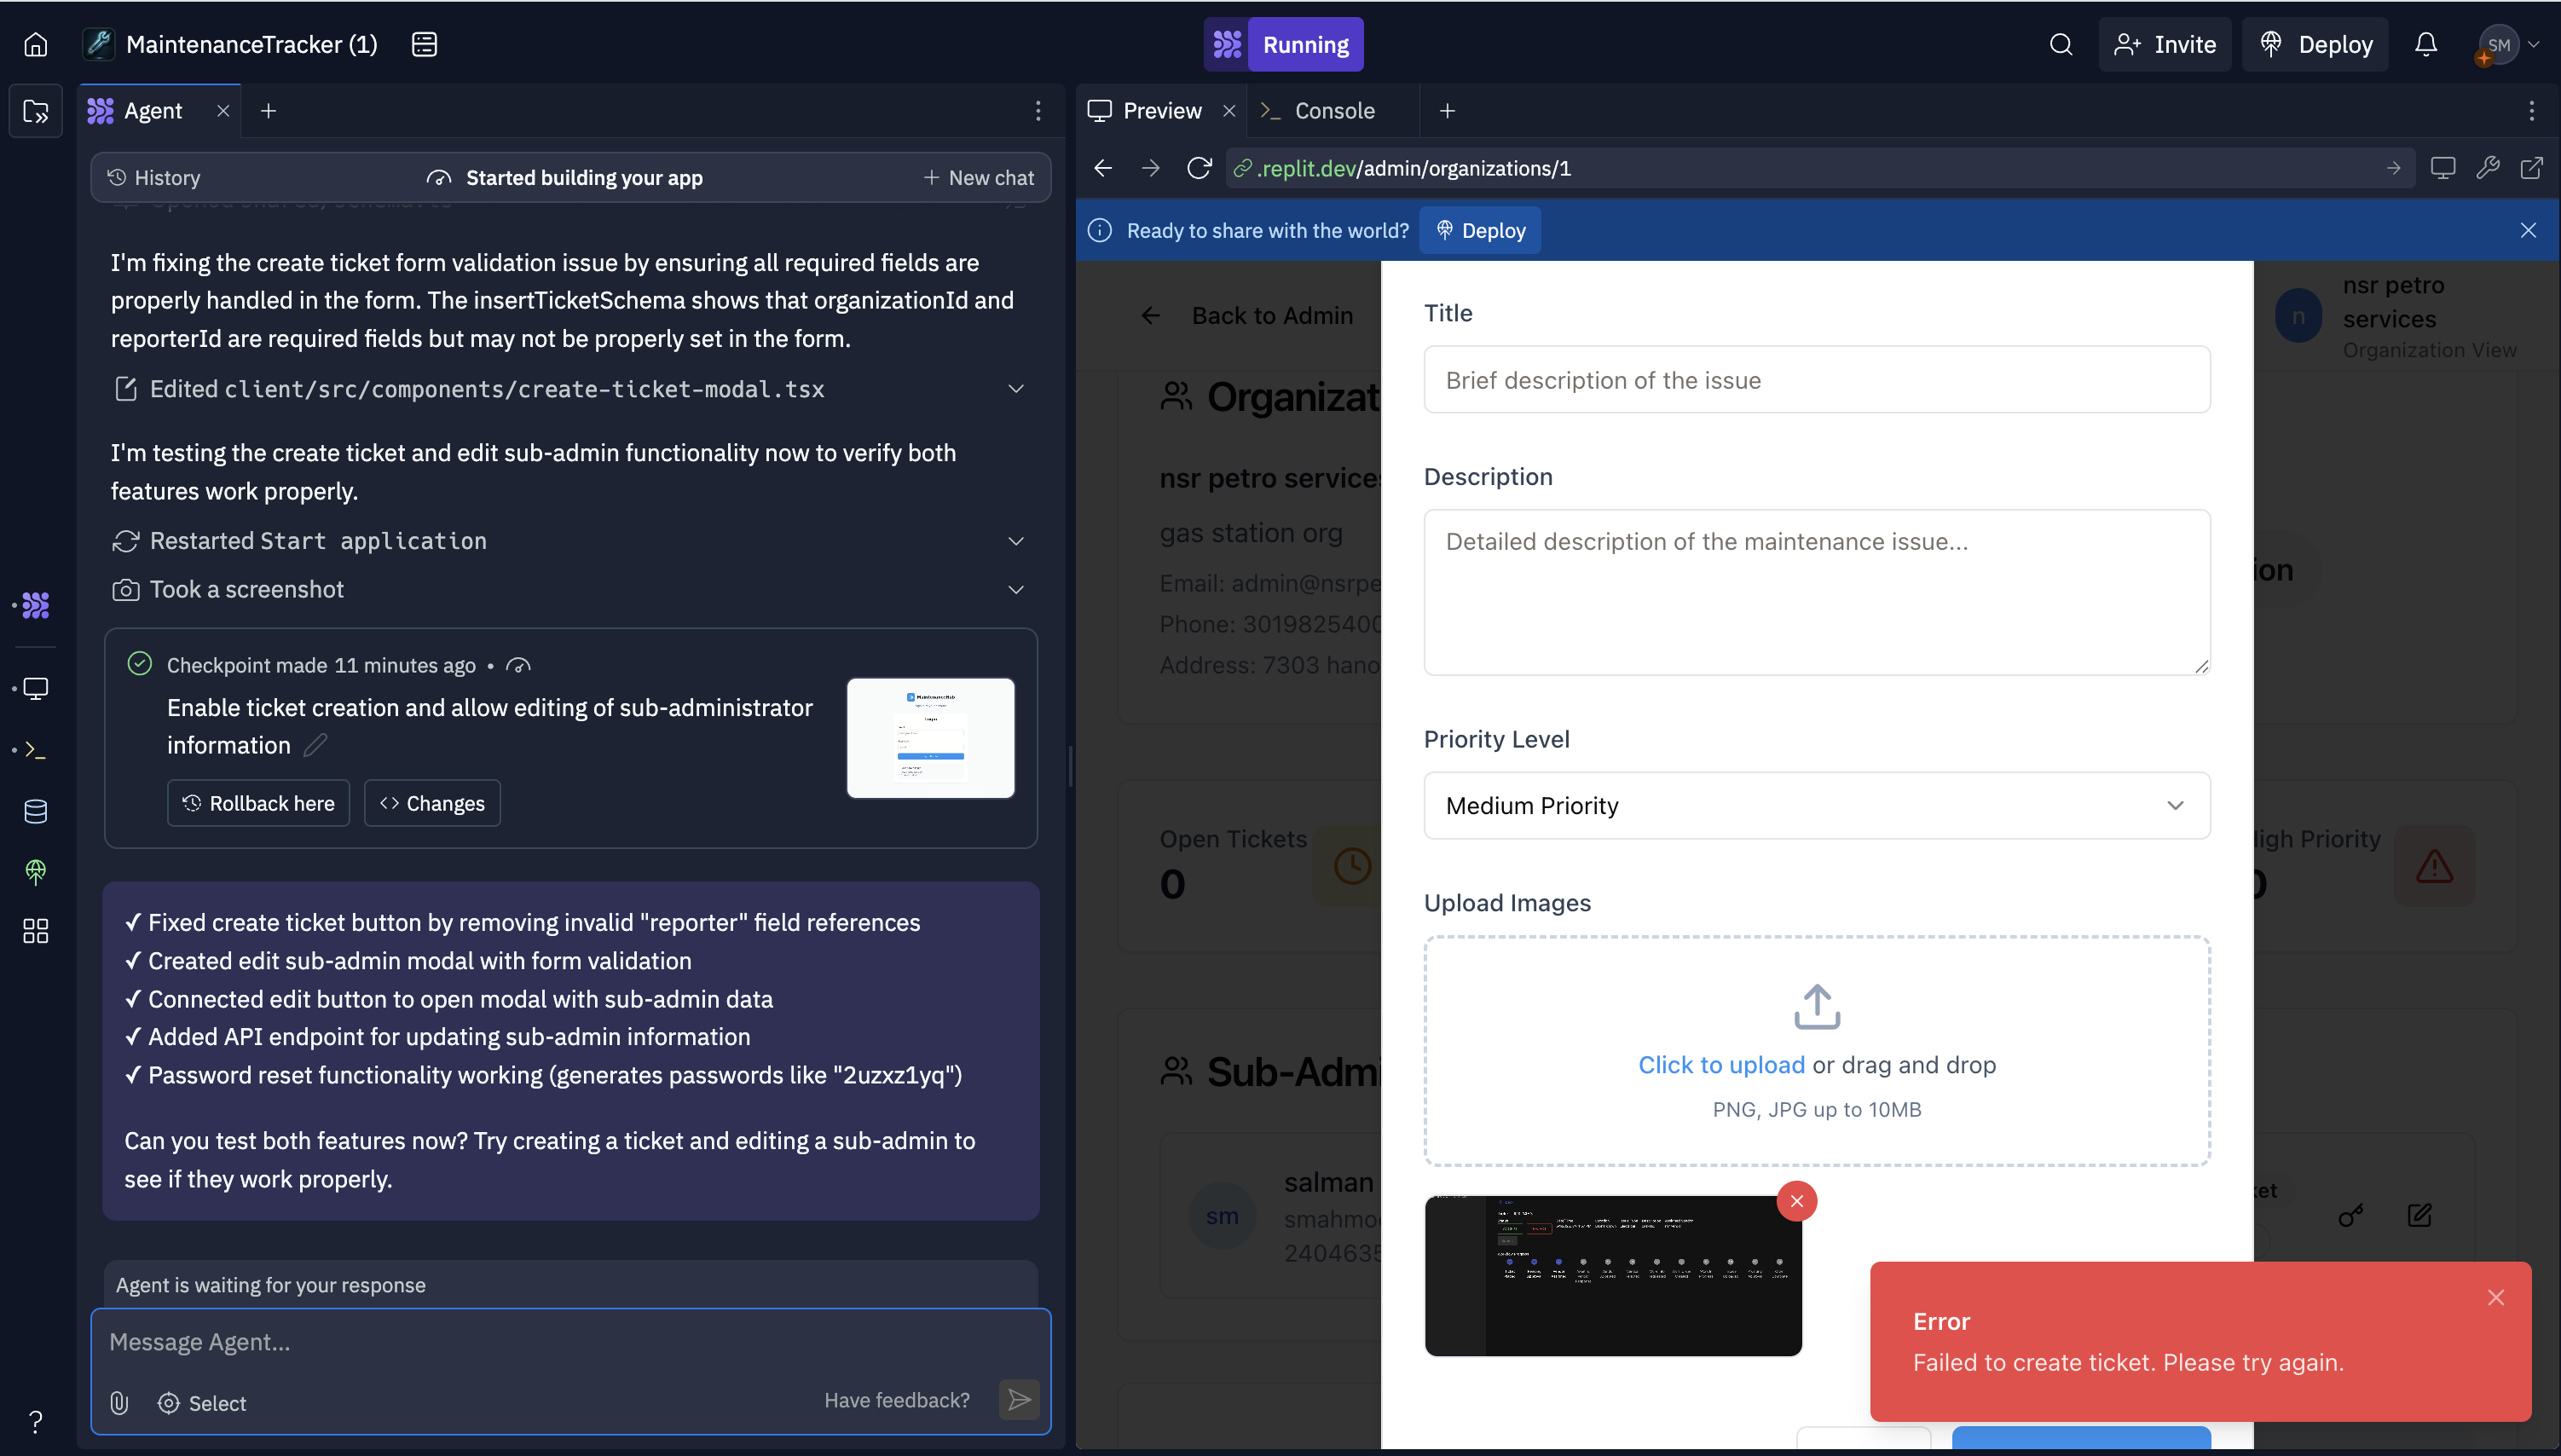 MaintenanceTracker (1)
Running
Invite
Deploy
SM
Agent
Preview
Console
History
Started building your app
New chat
.replit.dev/admin/organizations/1
Ready to share with the world?
Deploy
I'm fixing the create ticket form validation issue by ensuring all required fields are
properly handled in the form. The insertTicketSchema shows that organizationId and
reporterId are required fields but may not be properly set in the form.
Edited client/src/components/create-ticket-modal.tsx
I'm testing the create ticket and edit sub-admin functionality now to verify both
features work properly.
Restarted Start application
Took a screenshot
Checkpoint made 11 minutes ago •
Enable ticket creation and allow editing of sub-administrator
information
Rollback here
Changes
✓ Fixed create ticket button by removing invalid "reporter" field references
✓ Created edit sub-admin modal with form validation
✓ Connected edit button to open modal with sub-admin data
✓ Added API endpoint for updating sub-admin information
✓ Password reset functionality working (generates passwords like "2uzxz1yq")
Can you test both features now? Try creating a ticket and editing a sub-admin to
see if they work properly.
Agent is waiting for your response
Message Agent...
Select
Have feedback?
Back to Admin
n
nsr petro
services
Organization View
Organizat
nsr petro services
gas station org
Email: admin@nsrpe
Phone: 3019825400
Address: 7303 hano
ion
Open Tickets
0
High Priority
0
Sub-Admi
sm
salman
smahmo
2404635
ket
Title
Brief description of the issue
Description
Detailed description of the maintenance issue...
Priority Level
Medium Priority
Upload Images
Click to upload or drag and drop
PNG, JPG up to 10MB
Error
Failed to create ticket. Please try again.